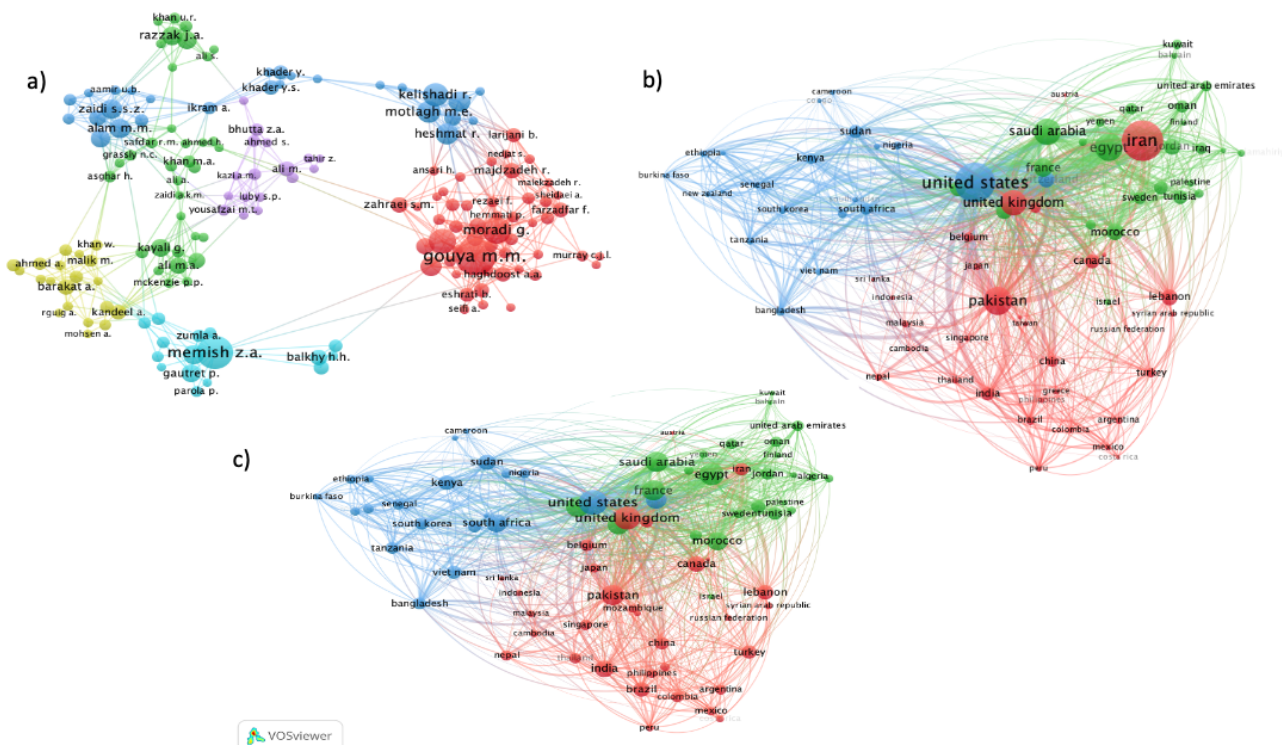 a)
khan u.r.
razzak j.a.
ali s.
khader y.
khader y.s.
aamir u.b.
zaidi s.s.z.
ikram a.
alam m.m.
bhutta z.a.
safdar r.m.
ahmed h.
ahmed s.
grassly n.c.
khan m.a.
tahir z.
ali m.
asghar h.
ali a.
kazi a.m.
zaidi a.k.m.
luby s.p.
yousafzai m.t.
kelishadi r.
motlagh m.e.
heshmat r.
larijani b.
nedjat s.
ansari h.
majdzadeh r.
malekzadeh r.
sheidaei a.
rezaei f.
zahraei s.m.
hemmati p.
farzadfar f.
moradi g.
gouya m.m.
murray c.j.l.
haghdoost a.a.
eshrati b.
seifi a.
khan w.
kayali g.
ahmed a.
malik m.
ali m.a.
barakat a.
mckenzie p.p.
rguig a.
kandeel a.
mohsen a.
zumla a.
memish z.a.
balkhy h.h.
gautret p.
parola p.
b)
kuwait
bahrain
austria
united arab emirates
cameroon
qatar
oman
yemen
finland
sudan
saudi arabia
nigeria
iran
egypt
jordan
iraq
ethiopia
kenya
france
burkina faso
united states
palestine
new zealand
senegal
sweden
tunisia
south korea
south africa
united kingdom
morocco
tanzania
belgium
canada
japan
viet nam
sri lanka
indonesia
pakistan
israel
lebanon
bangladesh
syrian arab republic
malaysia
taiwan
russian federation
singapore
cambodia
china
nepal
thailand
turkey
india
greece
philippines
brazil
argentina
colombia
mexico
costa rica
peru
c)
kuwait
bahrain
cameroon
austria
united arab emirates
qatar
oman
yemen
finland
sudan
saudi arabia
nigeria
egypt
iran
jordan
algeria
ethiopia
kenya
france
burkina faso
senegal
united states
palestine
south korea
south africa
united kingdom
sweden
tunisia
tanzania
belgium
morocco
japan
canada
viet nam
sri lanka
indonesia
bangladesh
pakistan
israel
lebanon
malaysia
mozambique
syrian arab republic
singapore
russian federation
cambodia
china
nepal
thailand
turkey
india
philippines
brazil
argentina
colombia
mexico
costa rica
peru
VOSviewer